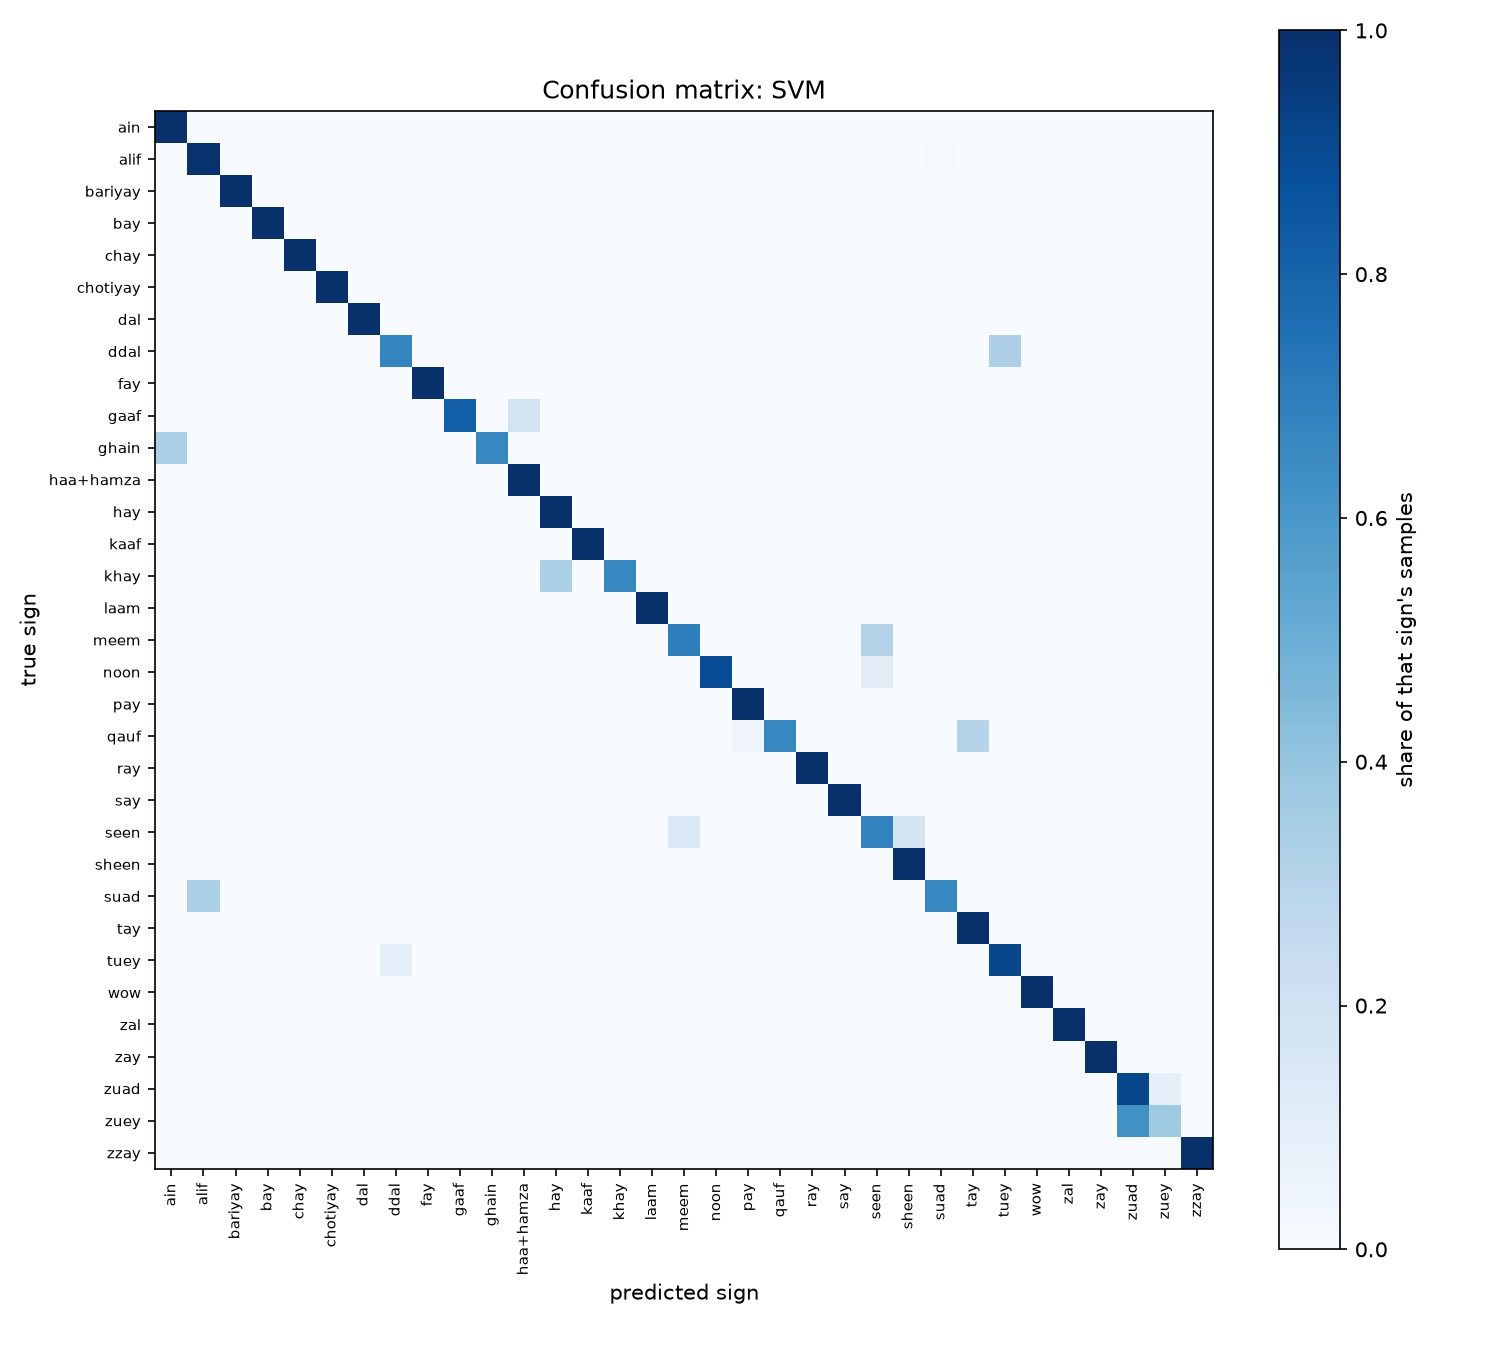 Confusion matrix: SVM
true sign
ain
alif
bariyay
bay
chay
chotiyay
dal
ddal
fay
gaaf
ghain
haa+hamza
hay
kaaf
khay
laam
meem
noon
pay
qauf
ray
say
seen
sheen
suad
tay
tuey
wow
zal
zay
zuad
zuey
zzay
ain alif bariyay bay chay chotiyay dal ddal fay gaaf ghain haa+hamza hay kaaf khay laam meem noon pay qauf ray say seen sheen suad tay tuey wow zal zay zuad zuey zzay
predicted sign
1.0
0.8
0.6
0.4
0.2
0.0
share of that sign's samples